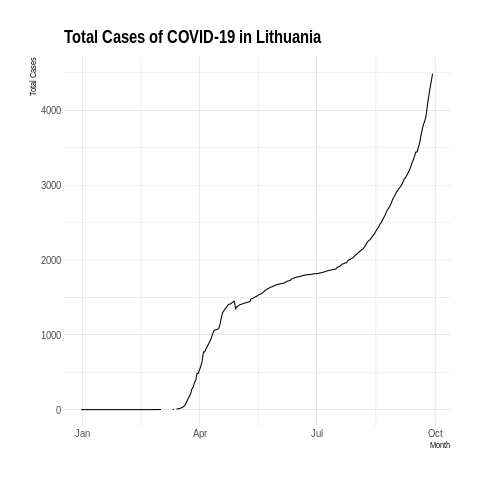 Total Cases of COVID-19 in Lithuania
Total Cases
4000
3000
2000
1000
0
Jan Apr Jul Oct
Month